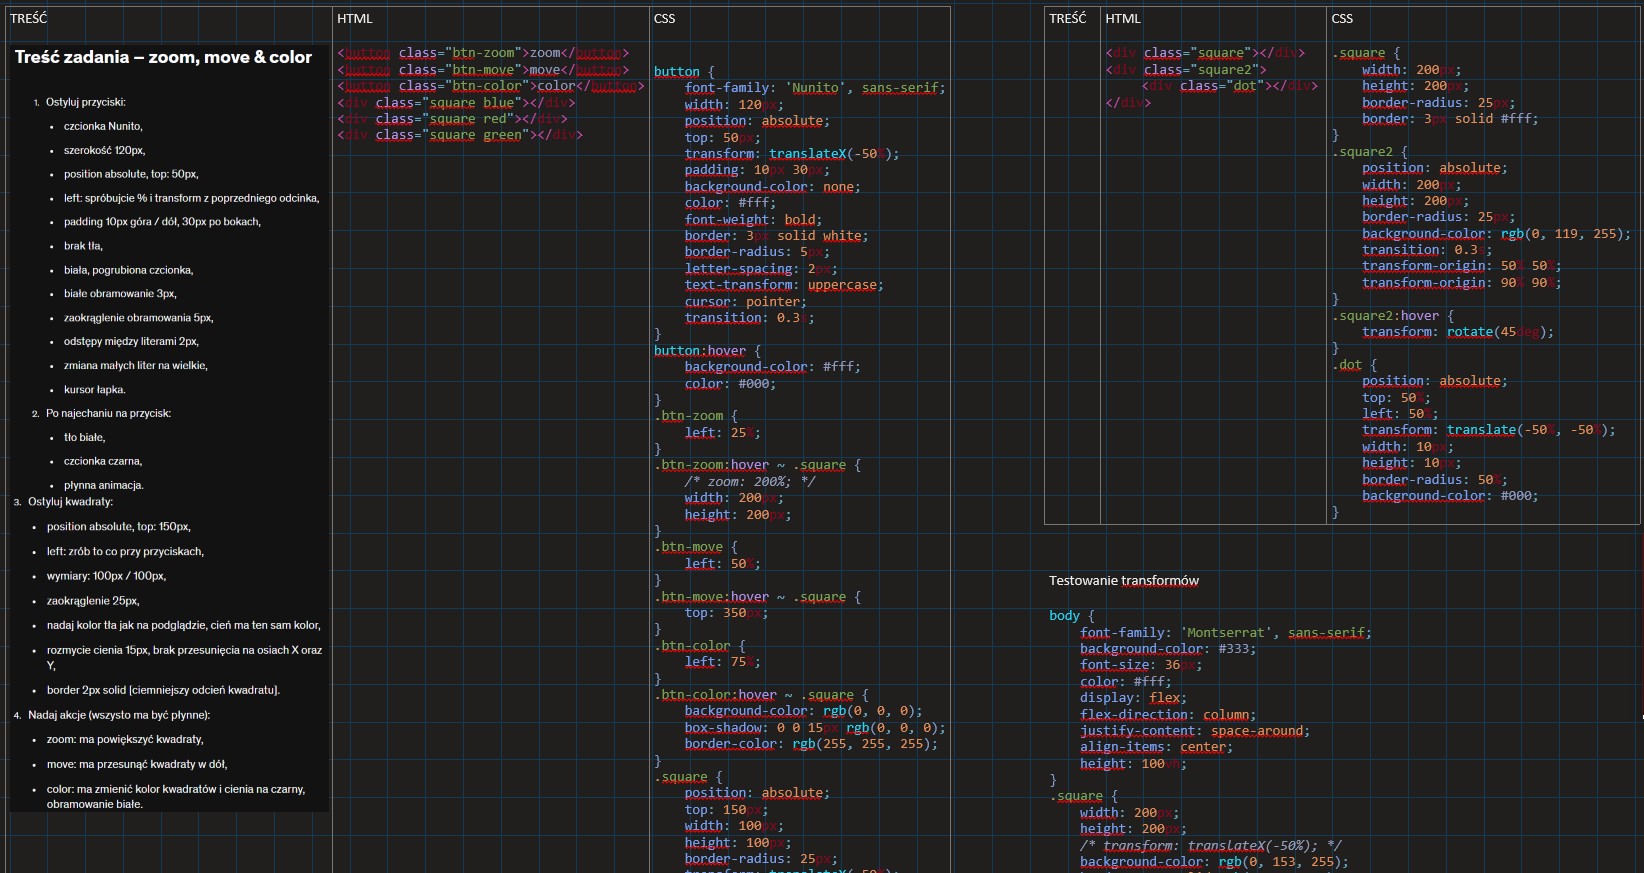 TREŚĆ
Treść zadania – zoom, move & color
1. Ostyluj przyciski:
• czcionka Nunito,
• szerokość 120px,
• position absolute, top: 50px,
• left: spróbujcie % i transform z poprzedniego odcinka,
• padding 10px góra / dół, 30px po bokach,
• brak tła,
• biała, pogrubiona czcionka,
• białe obramowanie 3px,
• zaokrąglenie obramowania 5px,
• odstępy między literami 2px,
• zmiana małych liter na wielkie,
• kursor łapka.
2. Po najechaniu na przycisk:
• tło białe,
• czcionka czarna,
• płynna animacja.
3. Ostyluj kwadraty:
• position absolute, top: 150px,
• left: zrób to co przy przyciskach,
• wymiary: 100px / 100px,
• zaokrąglenie 25px,
• nadaj kolor tła jak na podglądzie, cień ma ten sam kolor,
• rozmycie cienia 15px, brak przesunięcia na osiach X oraz
Y,
• border 2px solid [ciemniejszy odcień kwadratu].
4. Nadaj akcje (wszysto ma być płynne):
• zoom: ma powiększyć kwadraty,
• move: ma przesunąć kwadraty w dół,
• color: ma zmienić kolor kwadratów i cienia na czarny,
obramowanie białe.
HTML
<button class="btn-zoom">zoom</button>
<button class="btn-move">move</button>
<button class="btn-color">color</button>
<div class="square blue"></div>
<div class="square red"></div>
<div class="square green"></div>
CSS
button {
font-family: 'Nunito', sans-serif;
width: 120px;
position: absolute;
top: 50px;
transform: translateX(-50%);
padding: 10px 30px;
background-color: none;
color: #fff;
font-weight: bold;
border: 3px solid white;
border-radius: 5px;
letter-spacing: 2px;
text-transform: uppercase;
cursor: pointer;
transition: 0.3s;
}
button:hover {
background-color: #fff;
color: #000;
}
.btn-zoom {
left: 25%;
}
.btn-zoom:hover ~ .square {
/* zoom: 200%; */
width: 200px;
height: 200px;
}
.btn-move {
left: 50%;
}
.btn-move:hover ~ .square {
top: 350px;
}
.btn-color {
left: 75%;
}
.btn-color:hover ~ .square {
background-color: rgb(0, 0, 0);
box-shadow: 0 0 15px rgb(0, 0, 0);
border-color: rgb(255, 255, 255);
}
.square {
position: absolute;
top: 150px;
width: 100px;
height: 100px;
border-radius: 25px;
transform: translateX(-50%);
TREŚĆ
HTML
<div class="square"></div>
<div class="square2">
<div class="dot"></div>
</div>
CSS
.square {
width: 200px;
height: 200px;
border-radius: 25px;
border: 3px solid #fff;
}
.square2 {
position: absolute;
width: 200px;
height: 200px;
border-radius: 25px;
background-color: rgb(0, 119, 255);
transition: 0.3s;
transform-origin: 50% 50%;
transform-origin: 90% 90%;
}
.square2:hover {
transform: rotate(45deg);
}
.dot {
position: absolute;
top: 50%;
left: 50%;
transform: translate(-50%, -50%);
width: 10px;
height: 10px;
border-radius: 50%;
background-color: #000;
}
Testowanie transformów
body {
font-family: 'Montserrat', sans-serif;
background-color: #333;
font-size: 36px;
color: #fff;
display: flex;
flex-direction: column;
justify-content: space-around;
align-items: center;
height: 100vh;
}
.square {
width: 200px;
height: 200px;
/* transform: translateX(-50%); */
background-color: rgb(0, 153, 255);